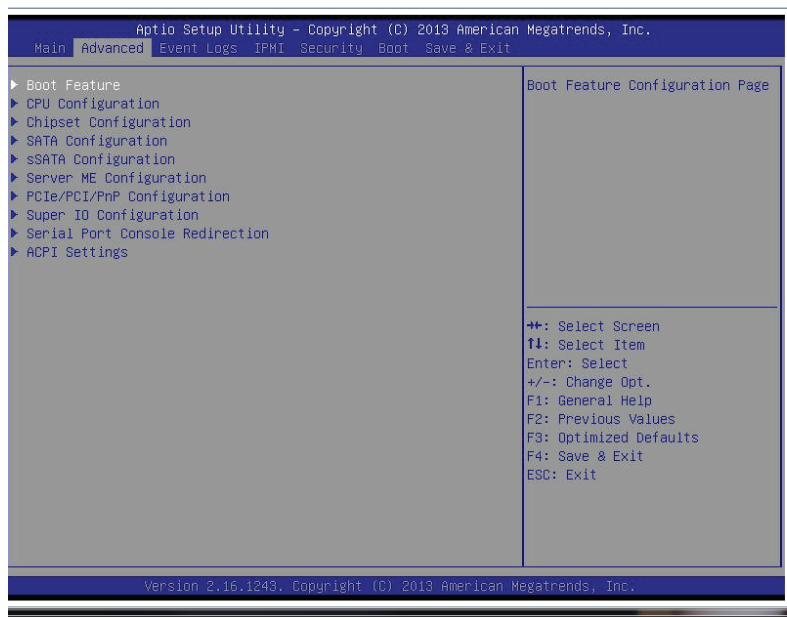 Aptio Setup Utility – Copyright (C) 2013 American Megatrends, Inc.
Main Advanced Event Logs IPMI Security Boot Save & Exit
▶ Boot Feature
▶ CPU Configuration
▶ Chipset Configuration
▶ SATA Configuration
▶ sSATA Configuration
▶ Server ME Configuration
▶ PCIe/PCI/PnP Configuration
▶ Super IO Configuration
▶ Serial Port Console Redirection
▶ ACPI Settings
Boot Feature Configuration Page
→←: Select Screen
↑↓: Select Item
Enter: Select
+/-: Change Opt.
F1: General Help
F2: Previous Values
F3: Optimized Defaults
F4: Save & Exit
ESC: Exit
Version 2.16.1243. Copyright (C) 2013 American Megatrends, Inc.